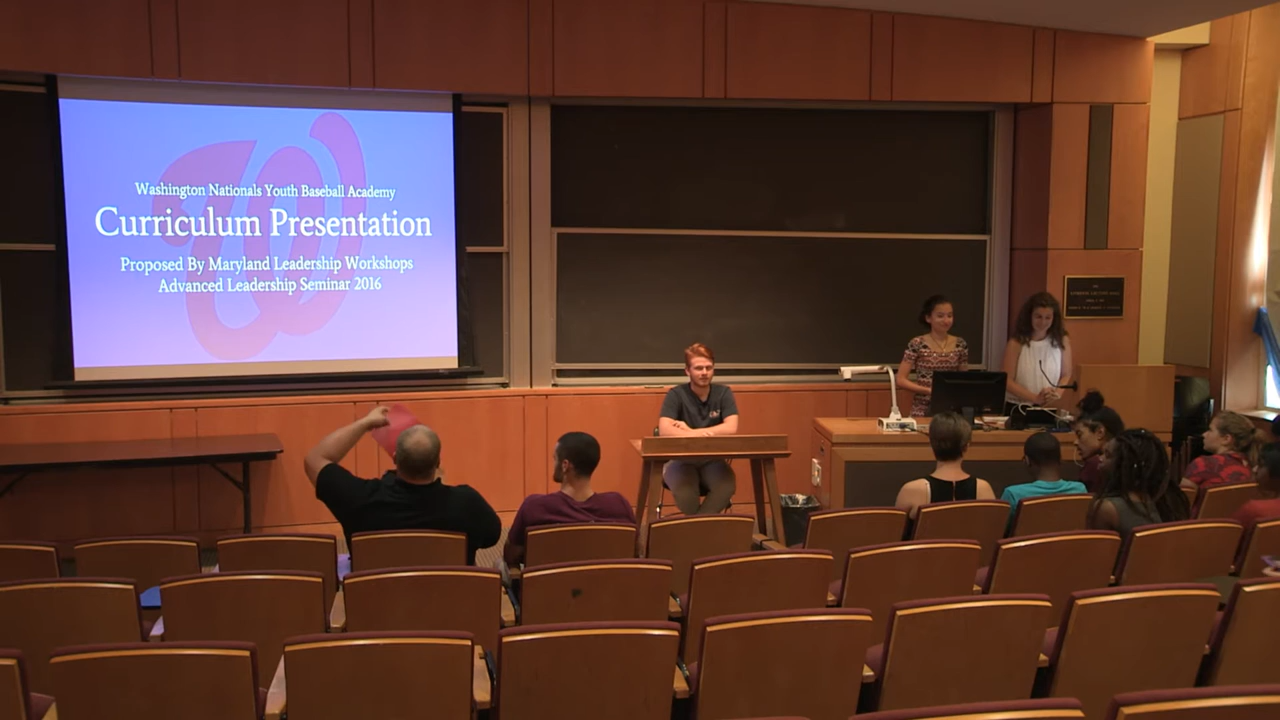 Washington Nationals Youth Baseball Academy
Curriculum Presentation
Proposed By Maryland Leadership Workshops
Advanced Leadership Seminar 2016